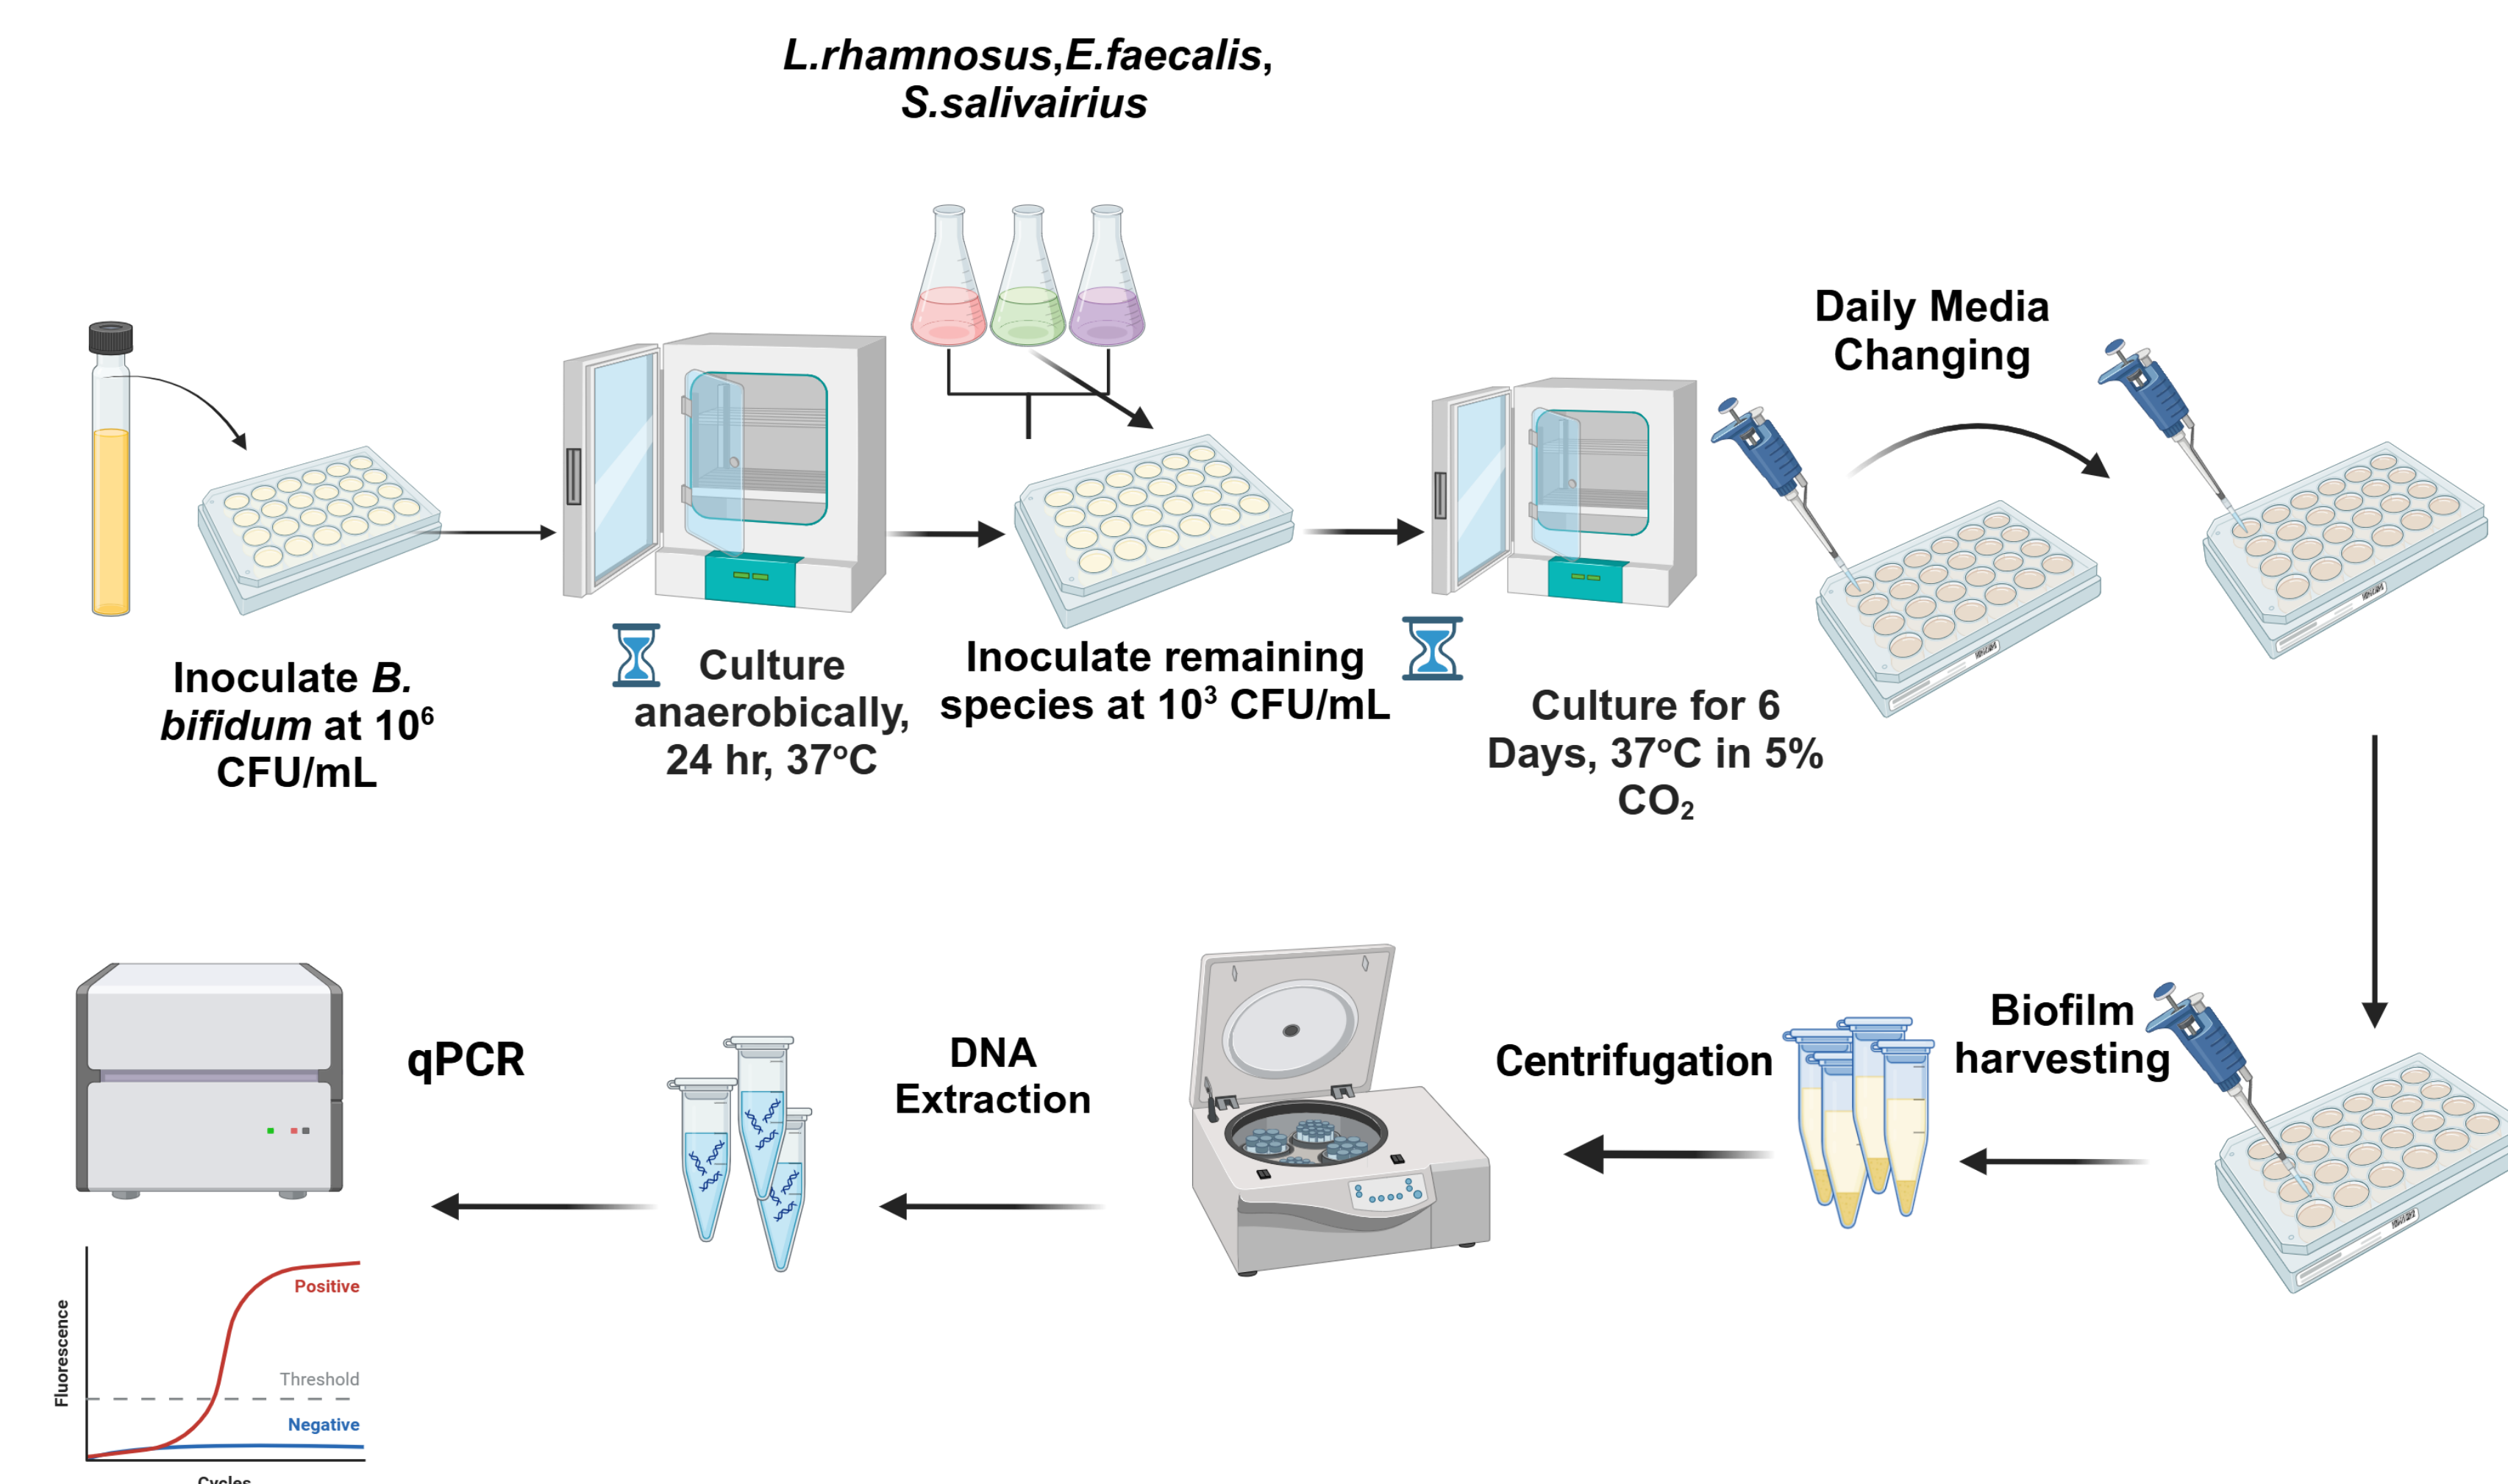 L.rhamnosus,E.faecalis,
S.salivairius
Daily Media
Changing
Inoculate B.
bifidum at 10⁶
CFU/mL
Culture
anaerobically,
24 hr, 37ºC
Inoculate remaining
species at 10³ CFU/mL
Culture for 6
Days, 37ºC in 5%
CO₂
qPCR
DNA
Extraction
Centrifugation
Biofilm
harvesting
Positive
Threshold
Negative
Fluorescence
Cycles